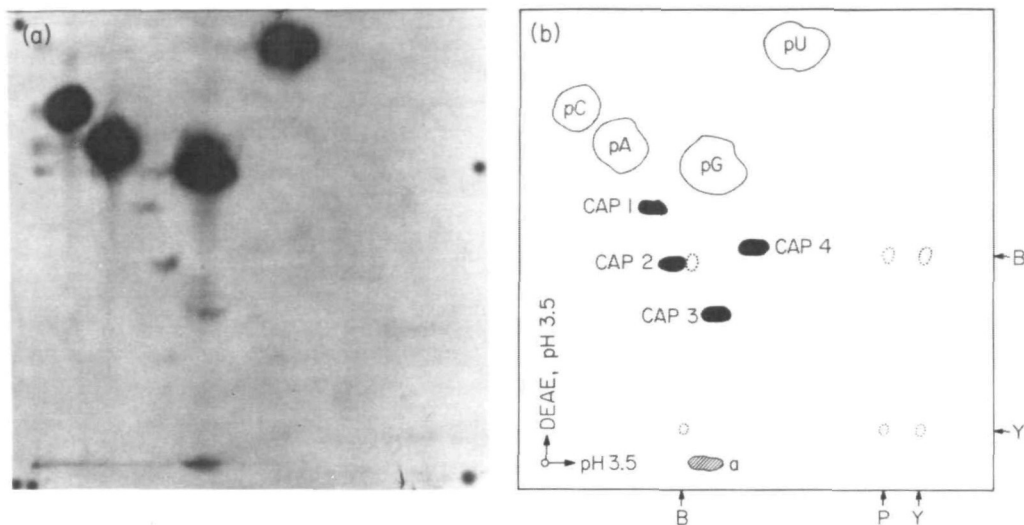 (a)
(b)
pU
pC
pA
pG
CAP 1
CAP 2
CAP 4
CAP 3
B
DEAE, pH 3.5
Y
pH 3.5
a
B
P
Y